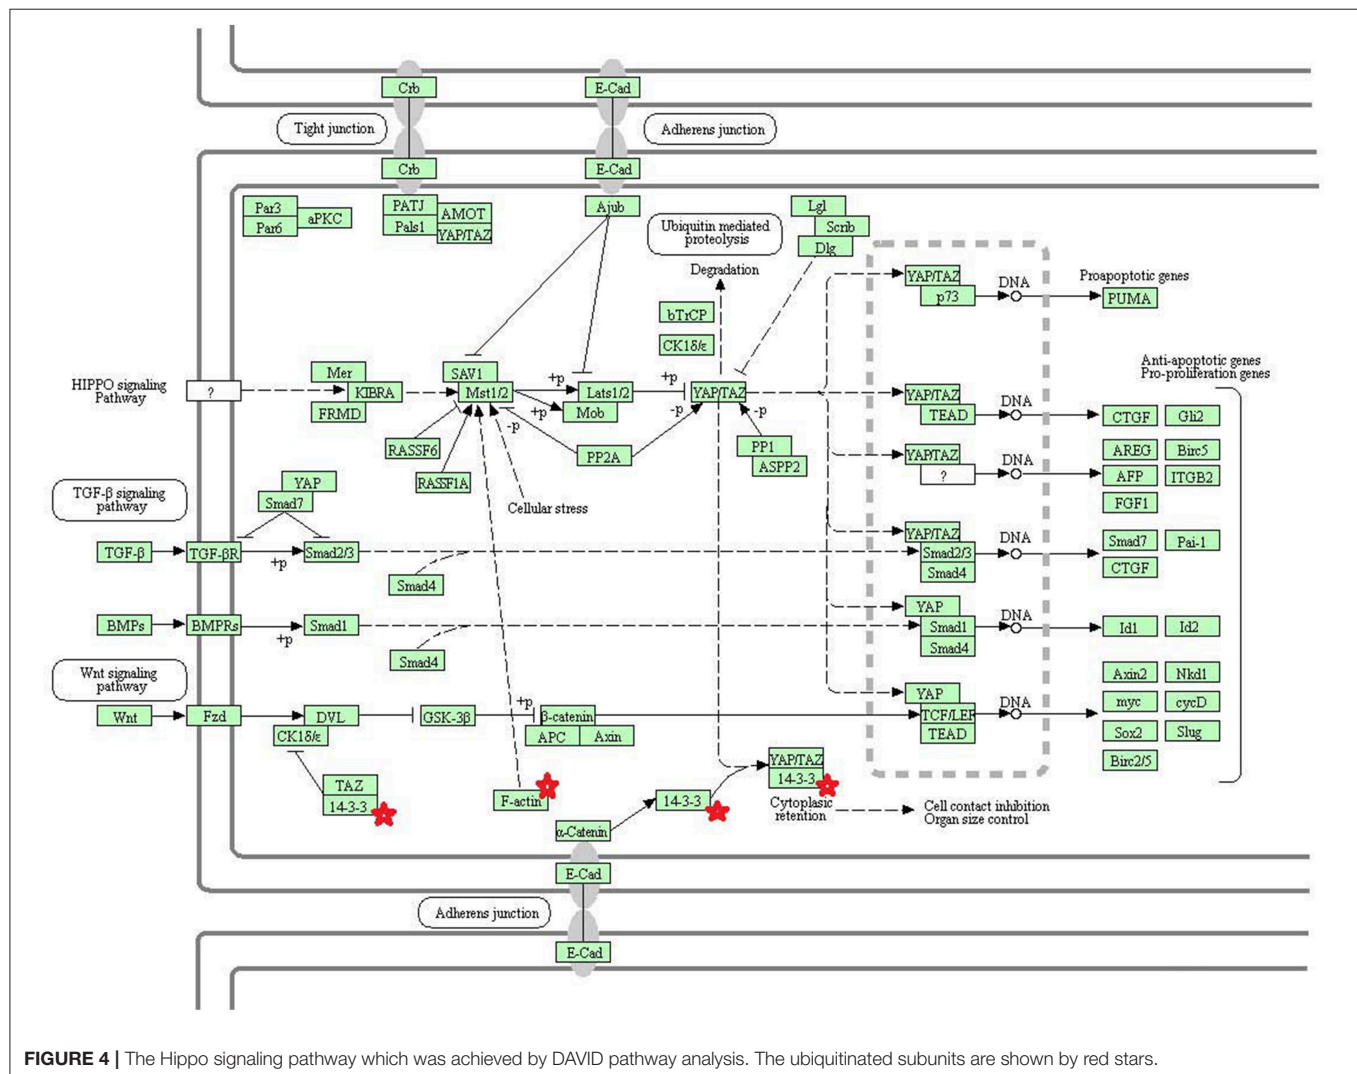 Crb
E-Cad
Tight junction
Adherens junction
Crb
E-Cad
Par3
Par6
aPKC
PATJ
Pals1
AMOT
YAP/TAZ
Ajub
Ubiquitin mediated
proteolysis
Degradation
Lgl
Scrib
Dlg
bTrCP
CK1δ/ε
YAP/TAZ
p73
DNA
Proapoptotic genes
PUMA
Anti-apoptotic genes
Pro-proliferation genes
HIPPO signaling
Pathway
?
Mer
KIBRA
FRMD
SAV1
Mst1/2
+p
+p
-p
Lats1/2
Mob
+p
YAP/TAZ
-p
-p
RASSF6
RASSF1A
PP2A
PP1
ASPP2
Cellular stress
YAP/TAZ
TEAD
DNA
CTGF
Gli2
YAP/TAZ
?
DNA
AREG
Birc5
AFP
ITGB2
FGF1
TGF-β signaling
pathway
YAP
Smad7
TGF-β
TGF-βR
+p
Smad2/3
Smad4
YAP/TAZ
Smad2/3
Smad4
DNA
Smad7
Pai-1
CTGF
BMPs
BMPRs
+p
Smad1
Smad4
YAP
Smad1
Smad4
DNA
Id1
Id2
Wnt signaling
pathway
Wnt
Fzd
DVL
CK1δ/ε
GSK-3β
+p
β-catenin
APC
Axin
YAP
TCF/LEF
TEAD
DNA
Axin2
Nkd1
myc
cycD
Sox2
Slug
Birc2/5
TAZ
14-3-3
F-actin
14-3-3
YAP/TAZ
14-3-3
Cytoplasic
retention
Cell contact inhibition
Organ size control
α-Catenin
E-Cad
Adherens junction
E-Cad
FIGURE 4 | The Hippo signaling pathway which was achieved by DAVID pathway analysis. The ubiquitinated subunits are shown by red stars.